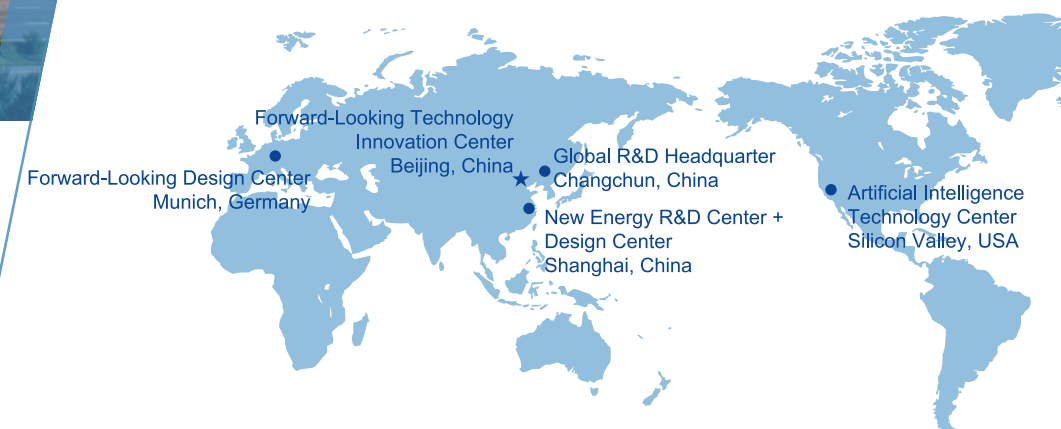 Forward-Looking Technology
Innovation Center
Beijing, China
Global R&D Headquarter
Changchun, China
Forward-Looking Design Center
Munich, Germany
New Energy R&D Center +
Design Center
Shanghai, China
Artificial Intelligence
Technology Center
Silicon Valley, USA